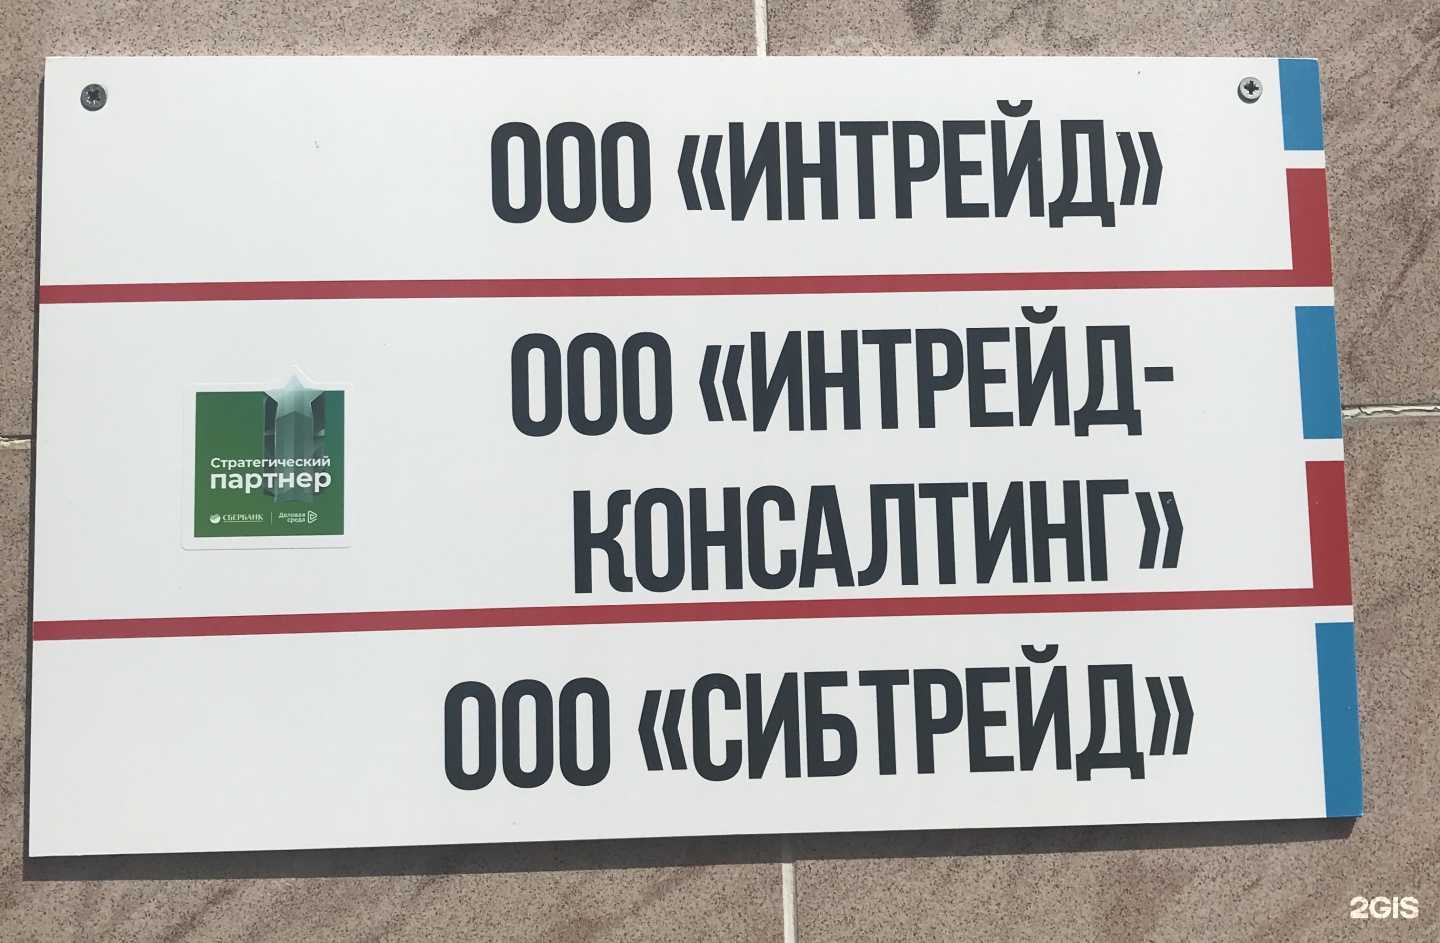 ООО «ИНТРЕЙД»
ООО «ИНТРЕЙД-
КОНСАЛТИНГ»
Стратегический
партнер
СБЕРБАНК
Деловая
среда
ООО «СИБТРЕЙД»
2GIS